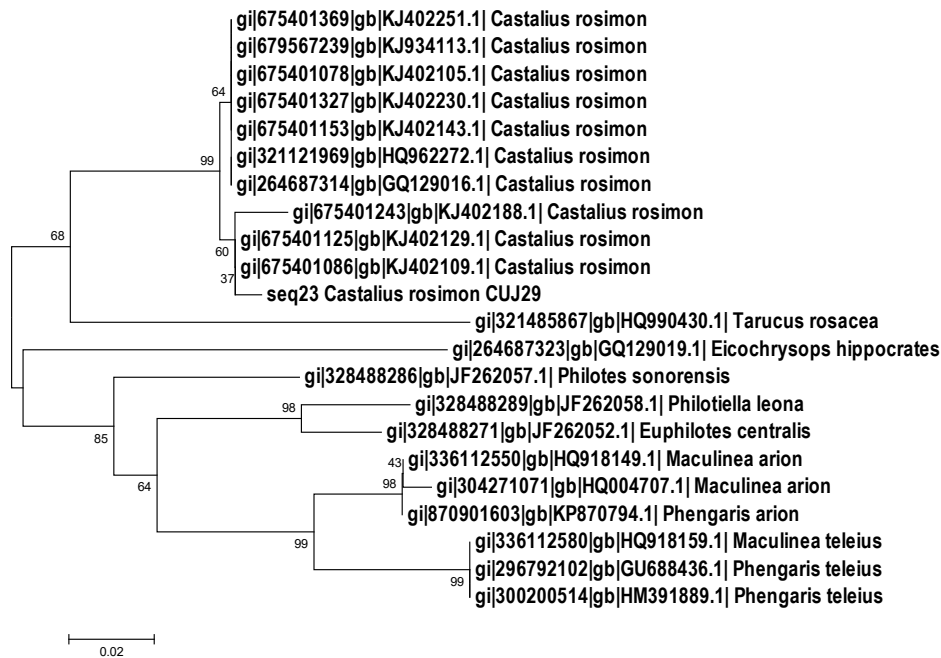 gi|675401369|gb|KJ402251.1| Castalius rosimon
gi|679567239|gb|KJ934113.1| Castalius rosimon
gi|675401078|gb|KJ402105.1| Castalius rosimon
64
gi|675401327|gb|KJ402230.1| Castalius rosimon
gi|675401153|gb|KJ402143.1| Castalius rosimon
gi|321121969|gb|HQ962272.1| Castalius rosimon
99
gi|264687314|gb|GQ129016.1| Castalius rosimon
gi|675401243|gb|KJ402188.1| Castalius rosimon
68
gi|675401125|gb|KJ402129.1| Castalius rosimon
60
gi|675401086|gb|KJ402109.1| Castalius rosimon
37
seq23 Castalius rosimon CUJ29
gi|321485867|gb|HQ990430.1| Tarucus rosacea
gi|264687323|gb|GQ129019.1| Eicochrysops hippocrates
gi|328488286|gb|JF262057.1| Philotes sonorensis
98
gi|328488289|gb|JF262058.1| Philotiella leona
85
gi|328488271|gb|JF262052.1| Euphilotes centralis
43
gi|336112550|gb|HQ918149.1| Maculinea arion
64
98
gi|304271071|gb|HQ004707.1| Maculinea arion
gi|870901603|gb|KP870794.1| Phengaris arion
99
gi|336112580|gb|HQ918159.1| Maculinea teleius
gi|296792102|gb|GU688436.1| Phengaris teleius
99
gi|300200514|gb|HM391889.1| Phengaris teleius
0.02